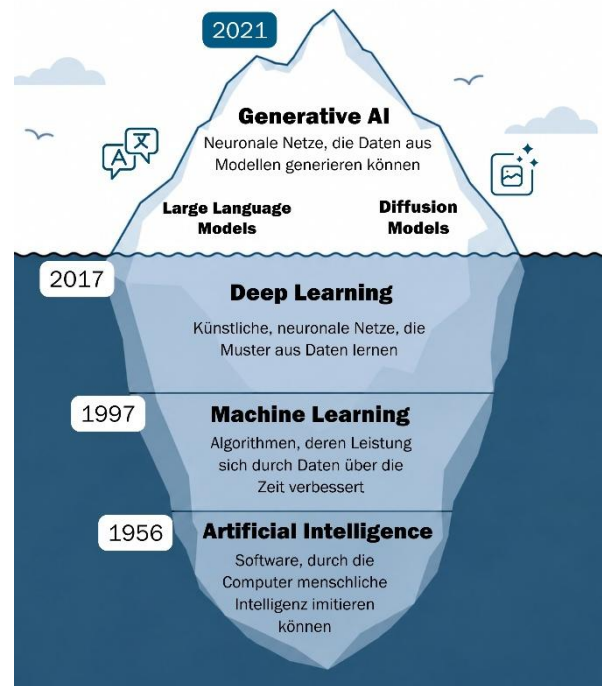 2021
Generative AI
Neuronale Netze, die Daten aus
Modellen generieren können
A 文
Large Language
Models
Diffusion
Models
2017
Deep Learning
Künstliche, neuronale Netze, die
Muster aus Daten lernen
1997
Machine Learning
Algorithmen, deren Leistung
sich durch Daten über die
Zeit verbessert
1956
Artificial Intelligence
Software, durch die
Computer menschliche
Intelligenz imitieren
können